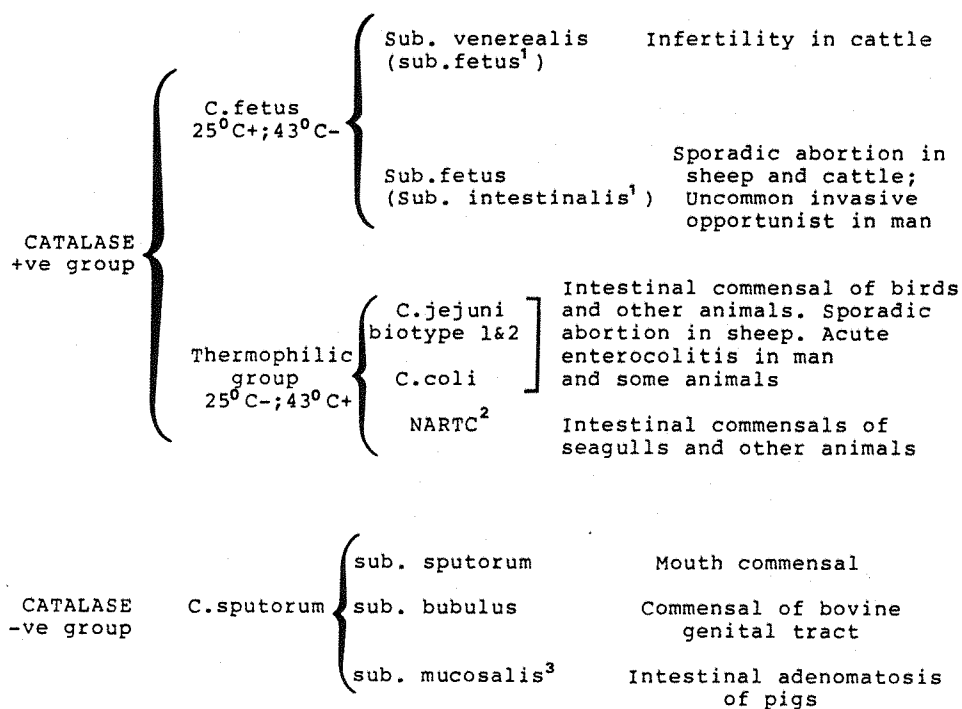 Sub. venerealis Infertility in cattle
(sub.fetus¹)
C.fetus
25⁰C+;43⁰C-
Sub.fetus
(Sub. intestinalis¹)
Sporadic abortion in
sheep and cattle;
Uncommon invasive
opportunist in man
CATALASE
+ve group
Thermophilic
group
25⁰C-;43⁰C+
C.jejuni
biotype 1&2
C.coli
Intestinal commensal of birds
and other animals. Sporadic
abortion in sheep. Acute
enterocolitis in man
and some animals
NARTC²
Intestinal commensals of
seagulls and other animals
CATALASE
-ve group
C.sputorum
sub. sputorum Mouth commensal
sub. bubulus
Commensal of bovine
genital tract
sub. mucosalis³
Intestinal adenomatosis
of pigs